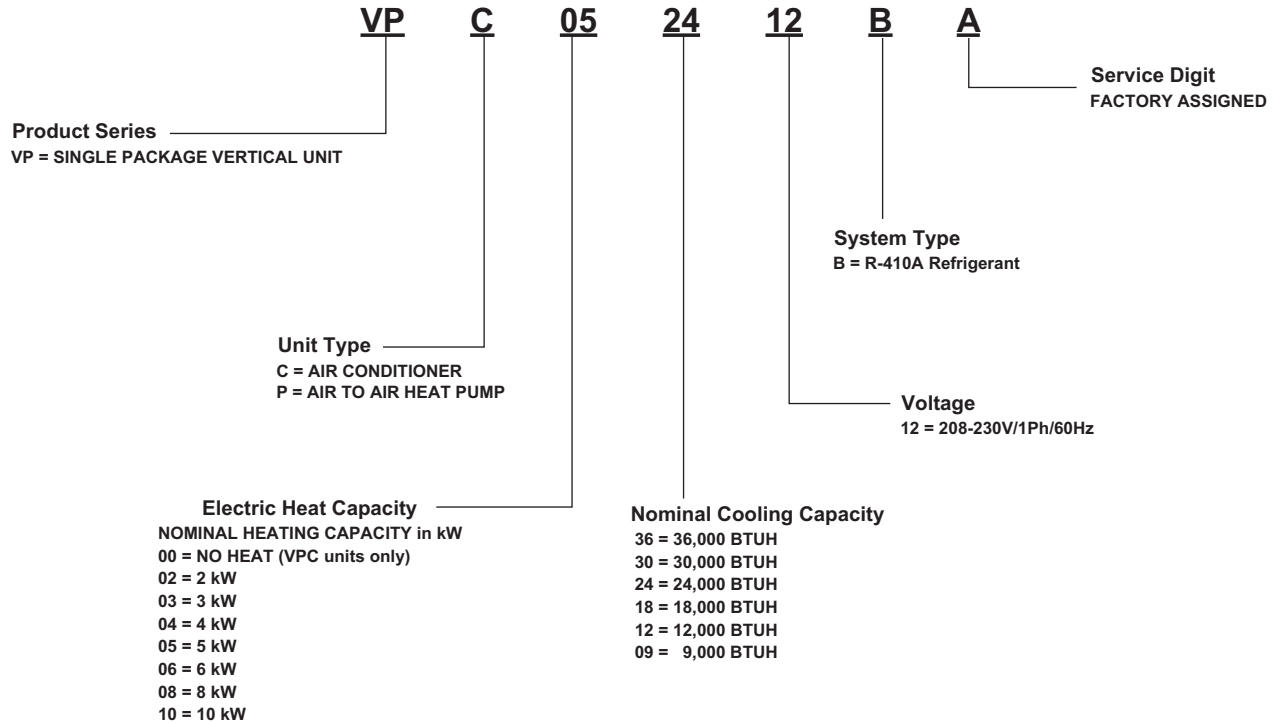 VP C 05 24 12 B A
Service Digit
FACTORY ASSIGNED
Product Series
VP = SINGLE PACKAGE VERTICAL UNIT
System Type
B = R-410A Refrigerant
Unit Type
C = AIR CONDITIONER
P = AIR TO AIR HEAT PUMP
Voltage
12 = 208-230V/1Ph/60Hz
Electric Heat Capacity
NOMINAL HEATING CAPACITY in kW
00 = NO HEAT (VPC units only)
02 = 2 kW
03 = 3 kW
04 = 4 kW
05 = 5 kW
06 = 6 kW
08 = 8 kW
10 = 10 kW
Nominal Cooling Capacity
36 = 36,000 BTUH
30 = 30,000 BTUH
24 = 24,000 BTUH
18 = 18,000 BTUH
12 = 12,000 BTUH
09 = 9,000 BTUH